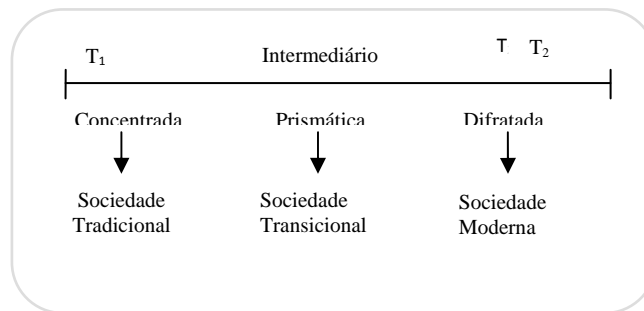 T₁ Intermediário T T₂
Concentrada Prismática Difratada
Sociedade Tradicional
Sociedade Transicional
Sociedade Moderna